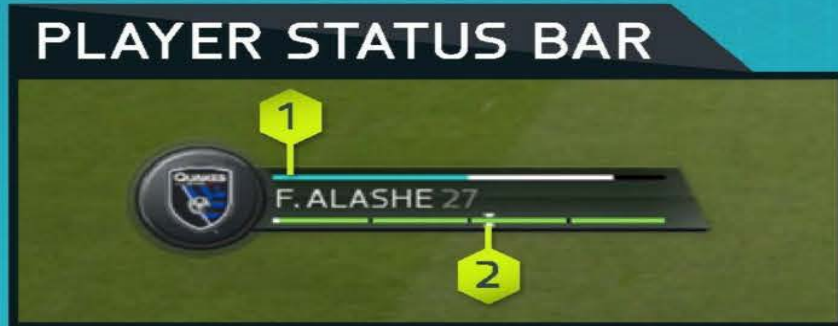 PLAYER STATUS BAR
1
QUAKES
F. ALASHE 27
2